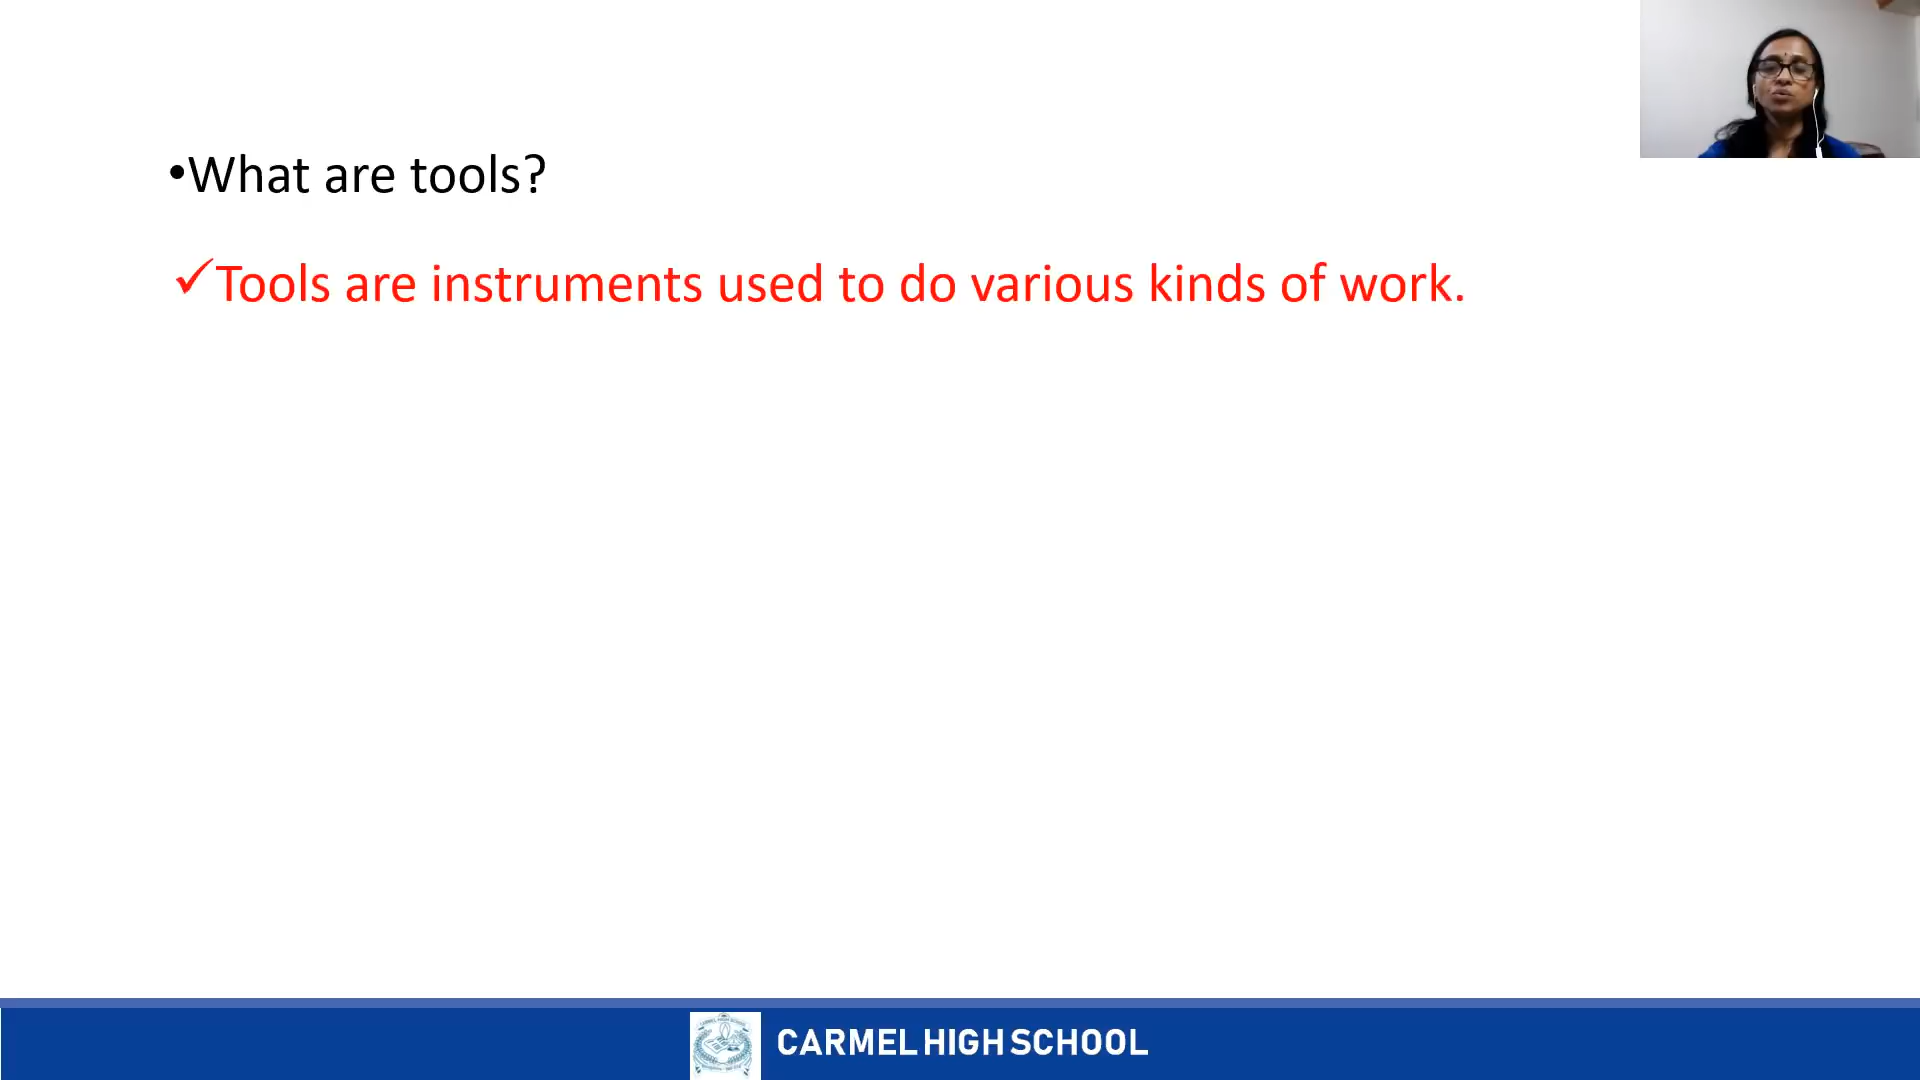 •What are tools?
✓Tools are instruments used to do various kinds of work.
CARMEL HIGH SCHOOL